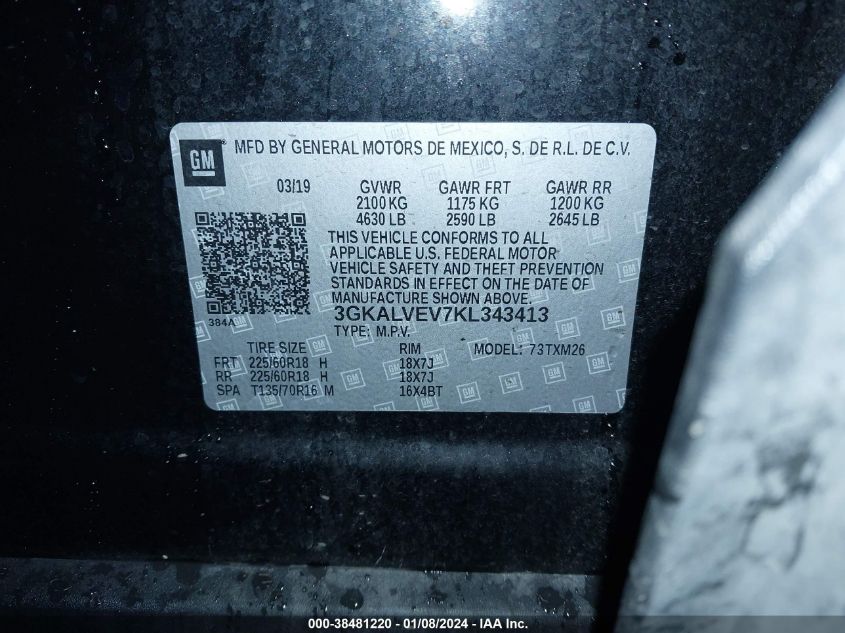 GM MFD BY GENERAL MOTORS DE MEXICO, S. DE R.L. DE C.V.
03/19 GVWR GAWR FRT GAWR RR
2100 KG 1175 KG 1200 KG
4630 LB 2590 LB 2645 LB
THIS VEHICLE CONFORMS TO ALL
APPLICABLE U.S. FEDERAL MOTOR
VEHICLE SAFETY AND THEFT PREVENTION
STANDARDS IN EFFECT ON THE DATE OF
MANUFACTURE SHOWN ABOVE.
384A 3GKALVEV7KL343413
TYPE: M.P.V.
TIRE SIZE RIM MODEL: 73TXM26
FRT 225/60R18 H 18X7J
RR 225/60R18 H 18X7J
SPA T135/70R16 M 16X4BT
000-38481220 - 01/08/2024 - IAA Inc.